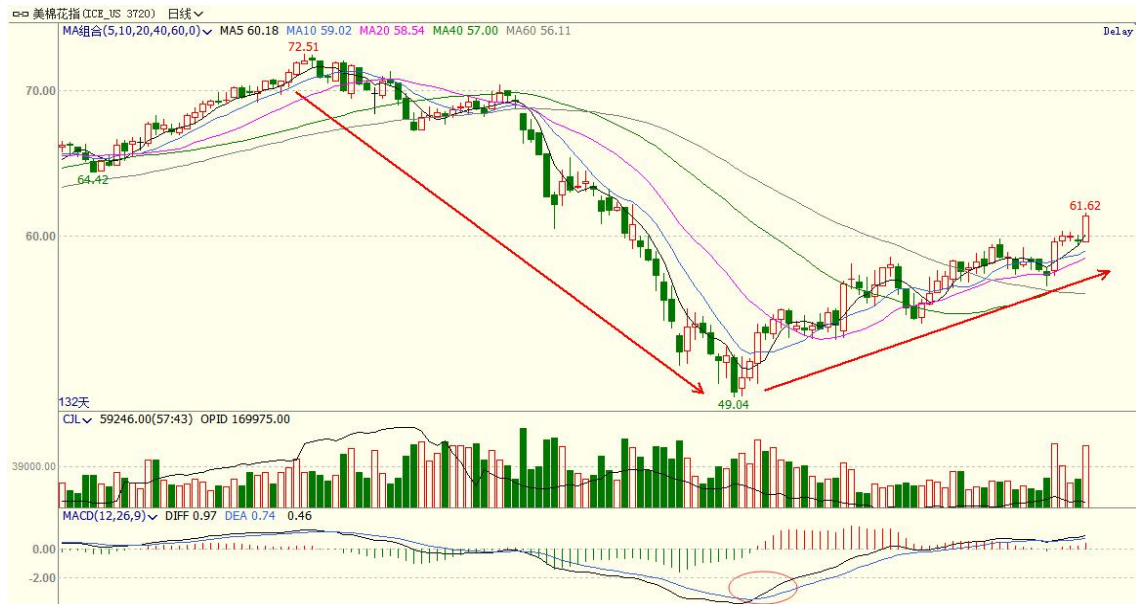 美棉花指(ICE_US 3720) 日线
MA组合(5,10,20,40,60,0) MA5 60.18 MA10 59.02 MA20 58.54 MA40 57.00 MA60 56.11
Delay
72.51
70.00
64.42
61.62
60.00
49.04
132天
CJL 59246.00(57:43) OPID 169975.00
39000.00
MACD(12,26,9) DIFF 0.97 DEA 0.74 0.46
0.00
-2.00